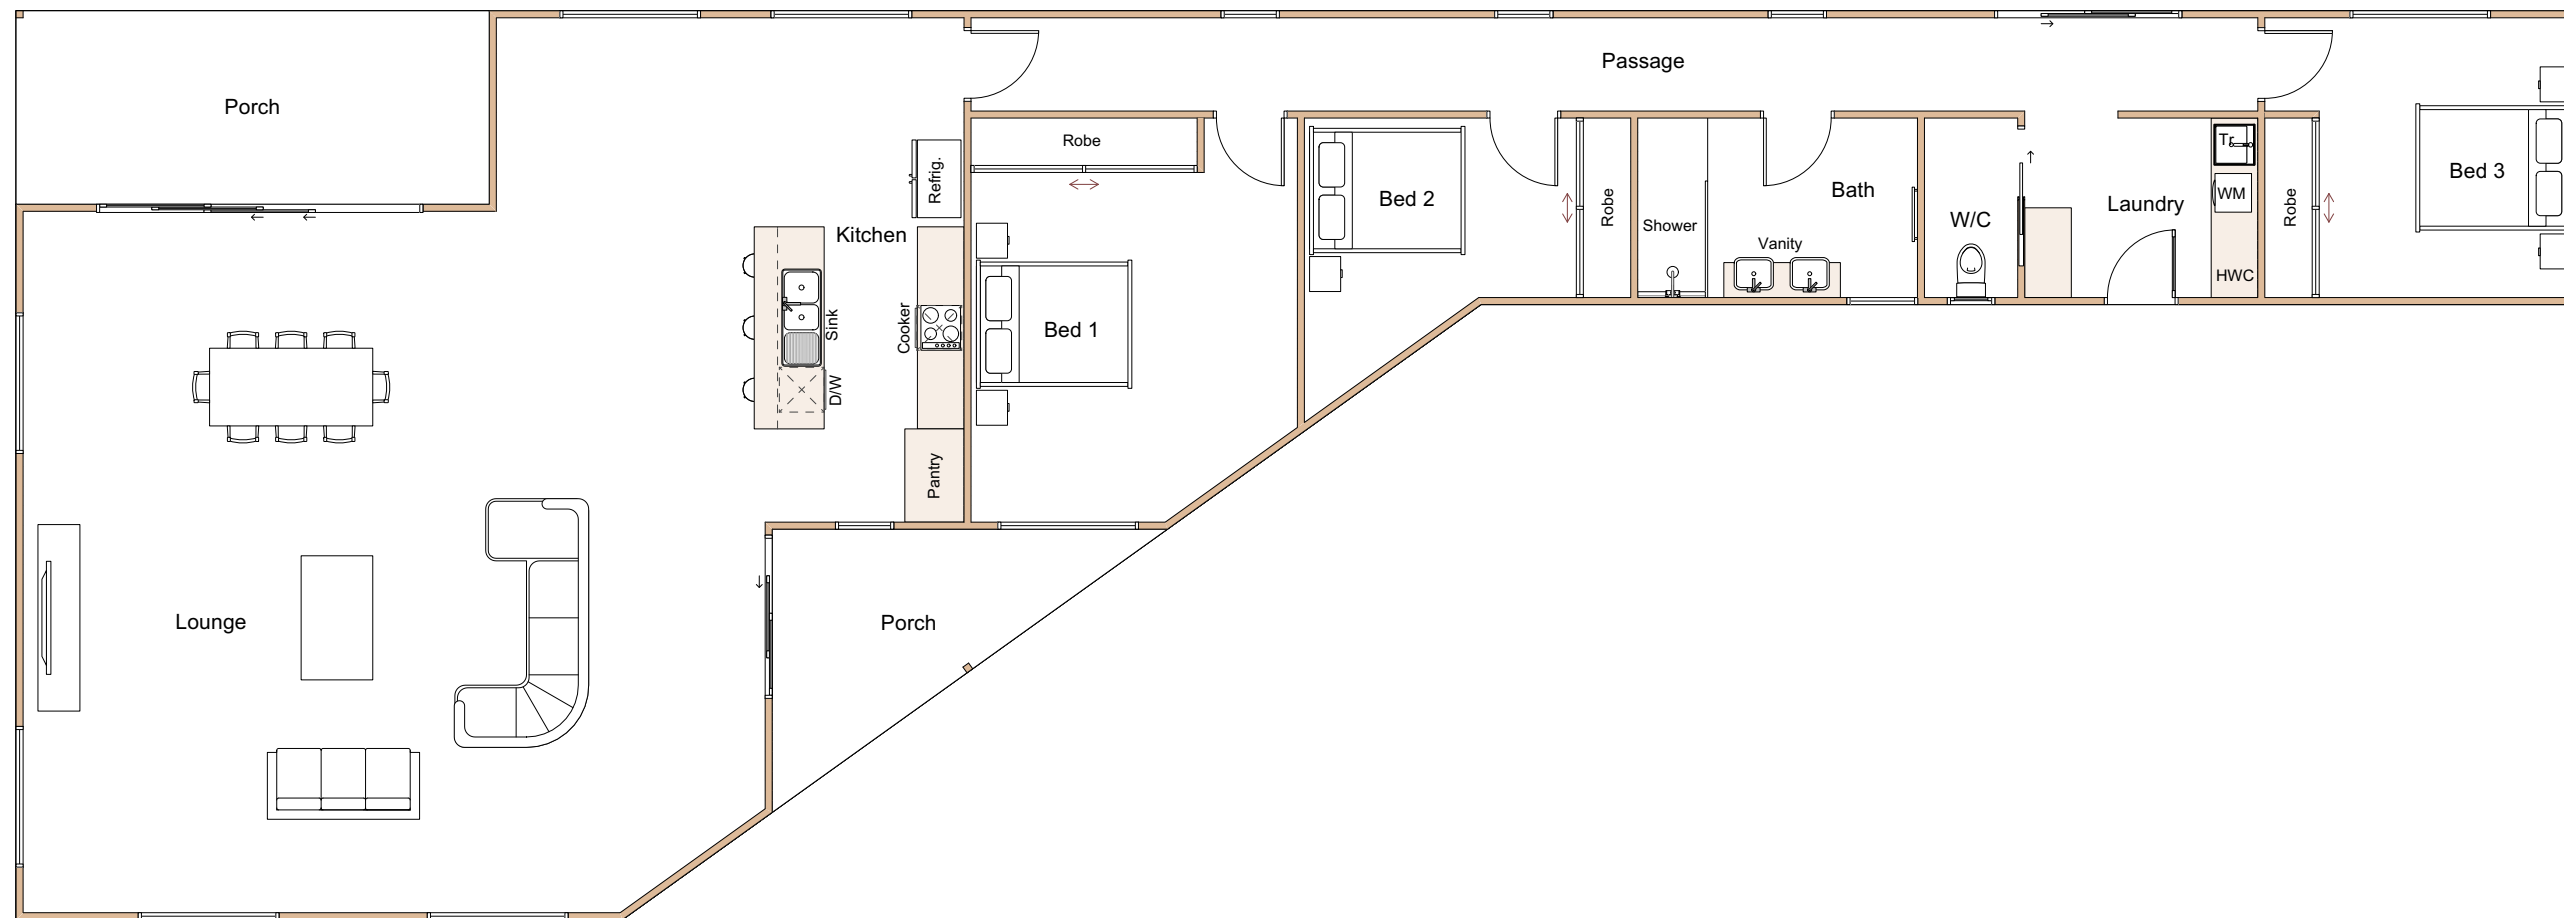 Passage
Porch
Robe
Refrig.
Kitchen
Sink
D/W
Cooker
Pantry
Bed 1
Bed 2
Robe
Shower
Vanity
Bath
W/C
Laundry
Tr.
WM
HWC
Robe
Bed 3
Lounge
Porch